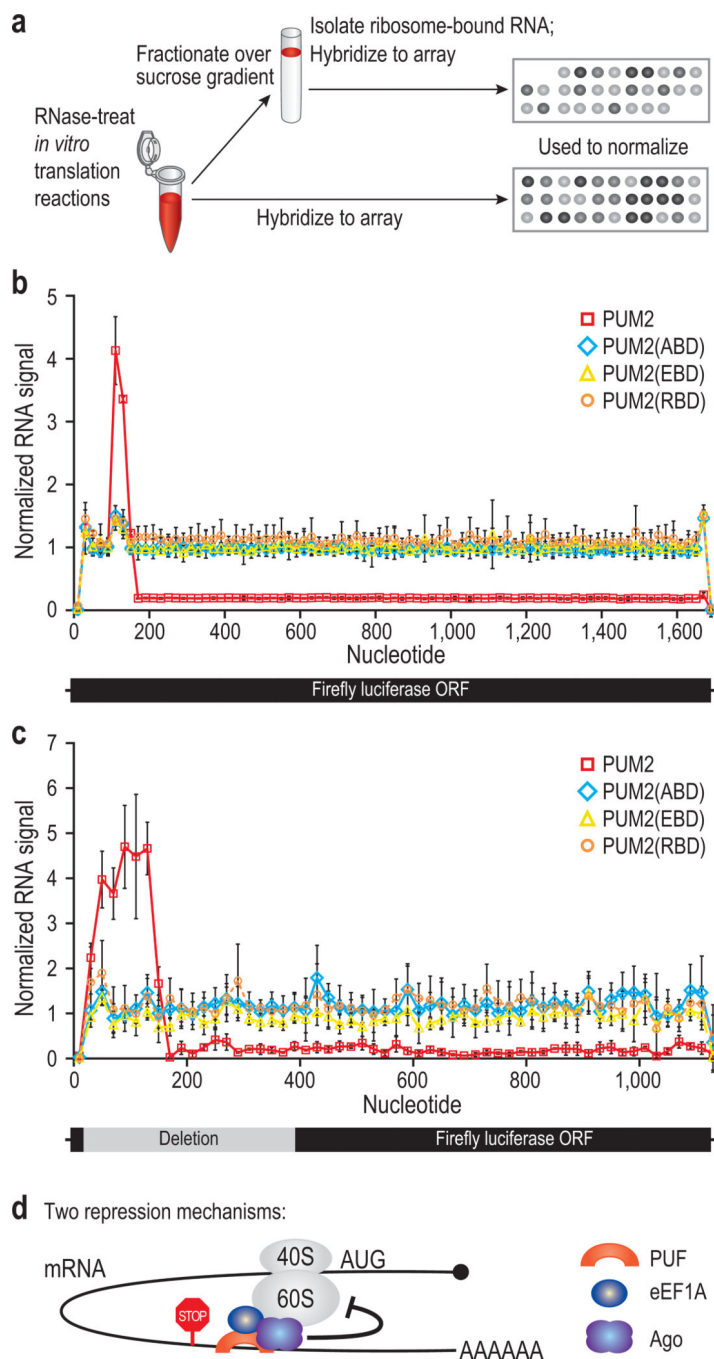 a
Isolate ribosome-bound RNA;
Hybridize to array
Fractionate over
sucrose gradient
RNase-treat
in vitro
translation
reactions
Used to normalize
Hybridize to array
b
5
4
3
2
1
0
Normalized RNA signal
PUM2
PUM2(ABD)
PUM2(EBD)
PUM2(RBD)
0 200 400 600 800 1,000 1,200 1,400 1,600
Nucleotide
Firefly luciferase ORF
c
7
6
5
4
3
2
1
0
Normalized RNA signal
PUM2
PUM2(ABD)
PUM2(EBD)
PUM2(RBD)
0 200 400 600 800 1,000
Nucleotide
Deletion Firefly luciferase ORF
d Two repression mechanisms:
mRNA 40S AUG
60S
STOP
AAAAAA
PUF
eEF1A
Ago